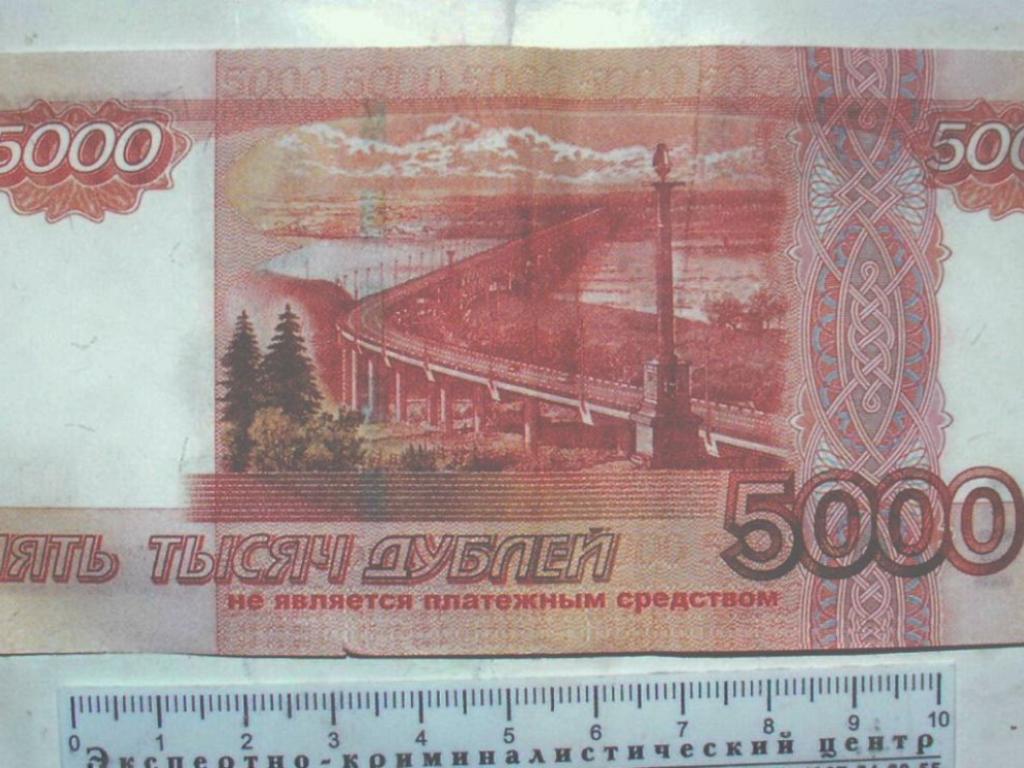 5000 5000 5000 5000 5000
5000
500
5000
ПЯТЬ ТЫСЯЧ ДУБЛЕЙ
не является платежным средством
0 1 2 3 4 5 6 7 8 9 10
Экспертно-криминалистический центр